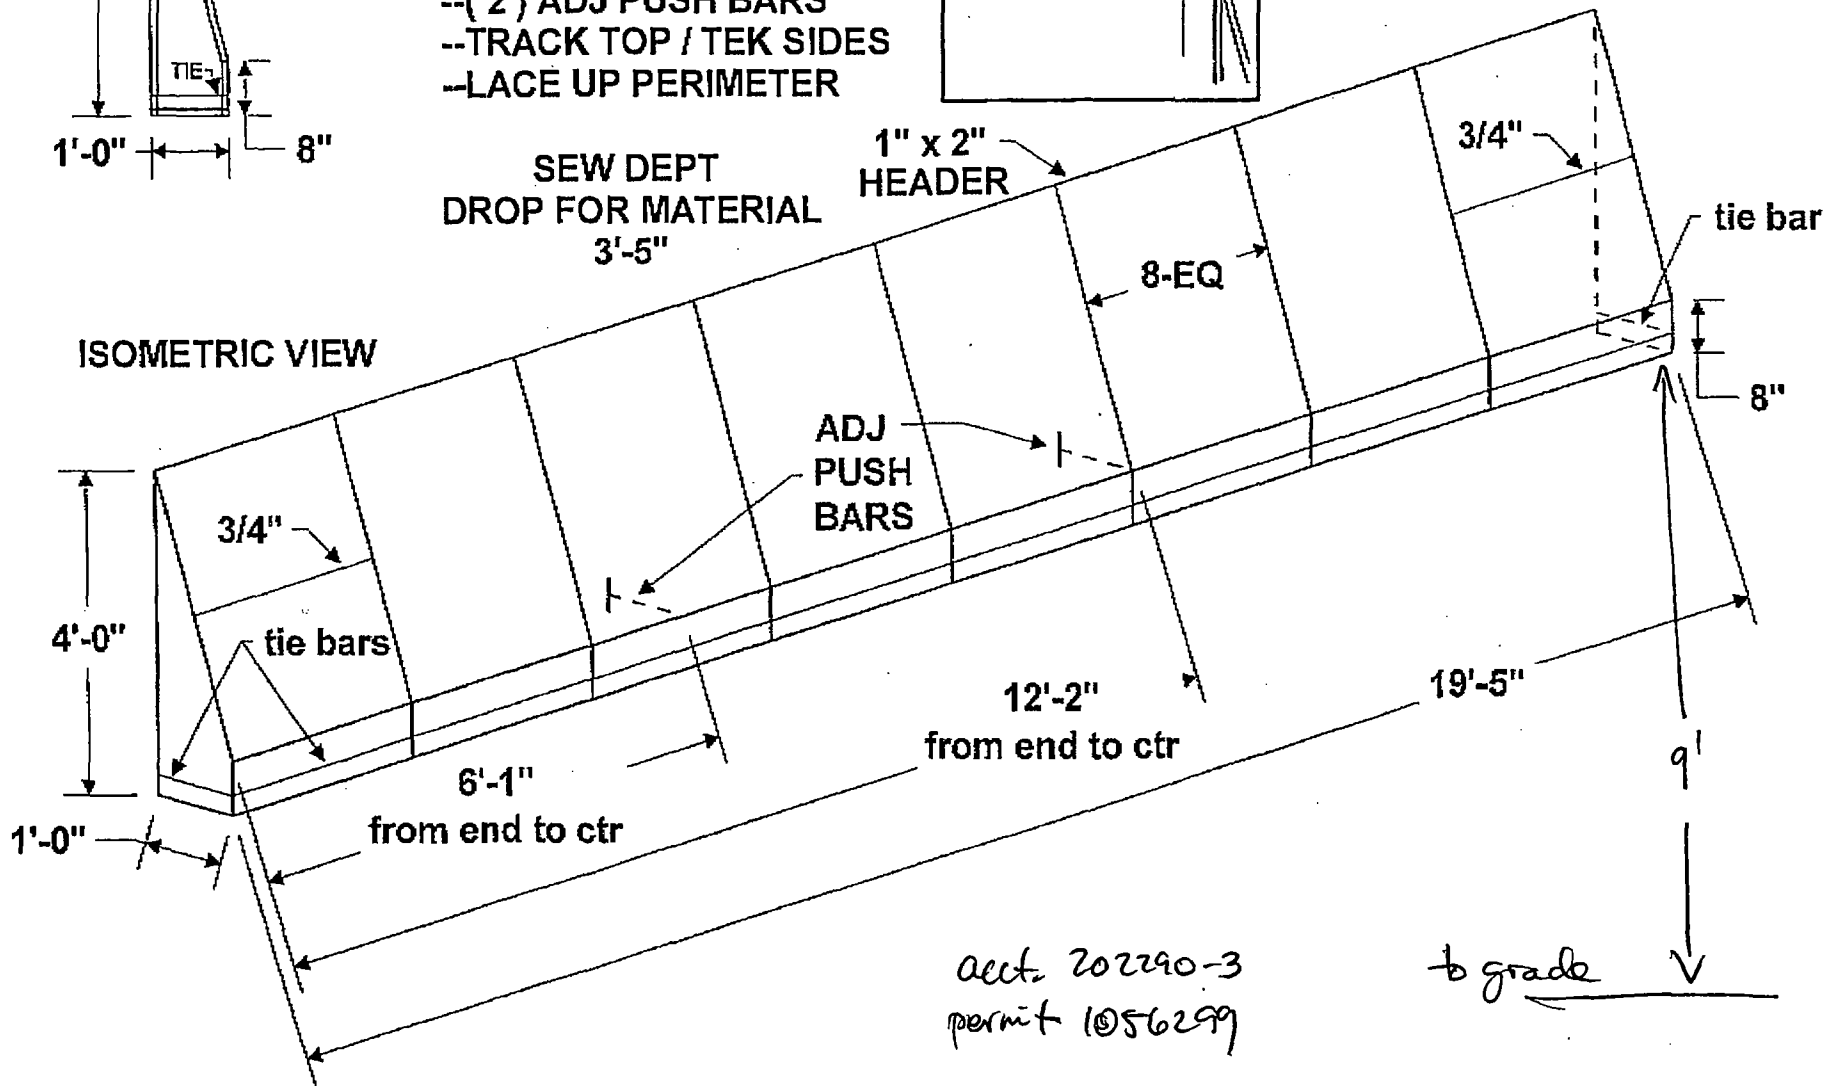 --( 2 ) ADJ PUSH BARS
--TRACK TOP / TEK SIDES
--LACE UP PERIMETER
TIE
1'-0"
8"
SEW DEPT
DROP FOR MATERIAL
3'-5"
1" x 2"
HEADER
3/4"
tie bar
8-EQ
ISOMETRIC VIEW
8"
ADJ
PUSH
BARS
3/4"
4'-0"
tie bars
12'-2"
from end to ctr
19'-5"
9'
6'-1"
from end to ctr
1'-0"
acct. 202290-3
permit 1056299
to grade